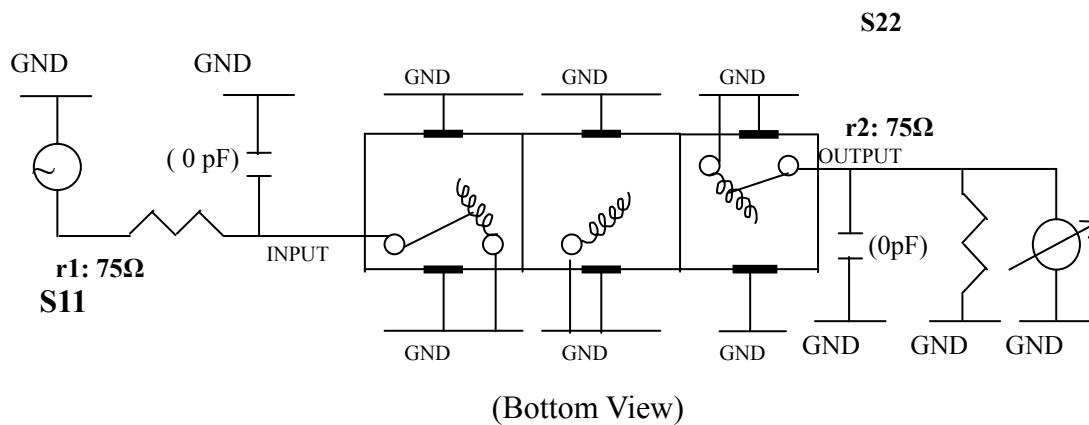 S22
GND
GND
GND
GND
GND
r2: 75Ω
( 0 pF)
OUTPUT
~
INPUT
(0pF)
r1: 75Ω
S11
GND
GND
GND
GND
GND
GND
(Bottom View)